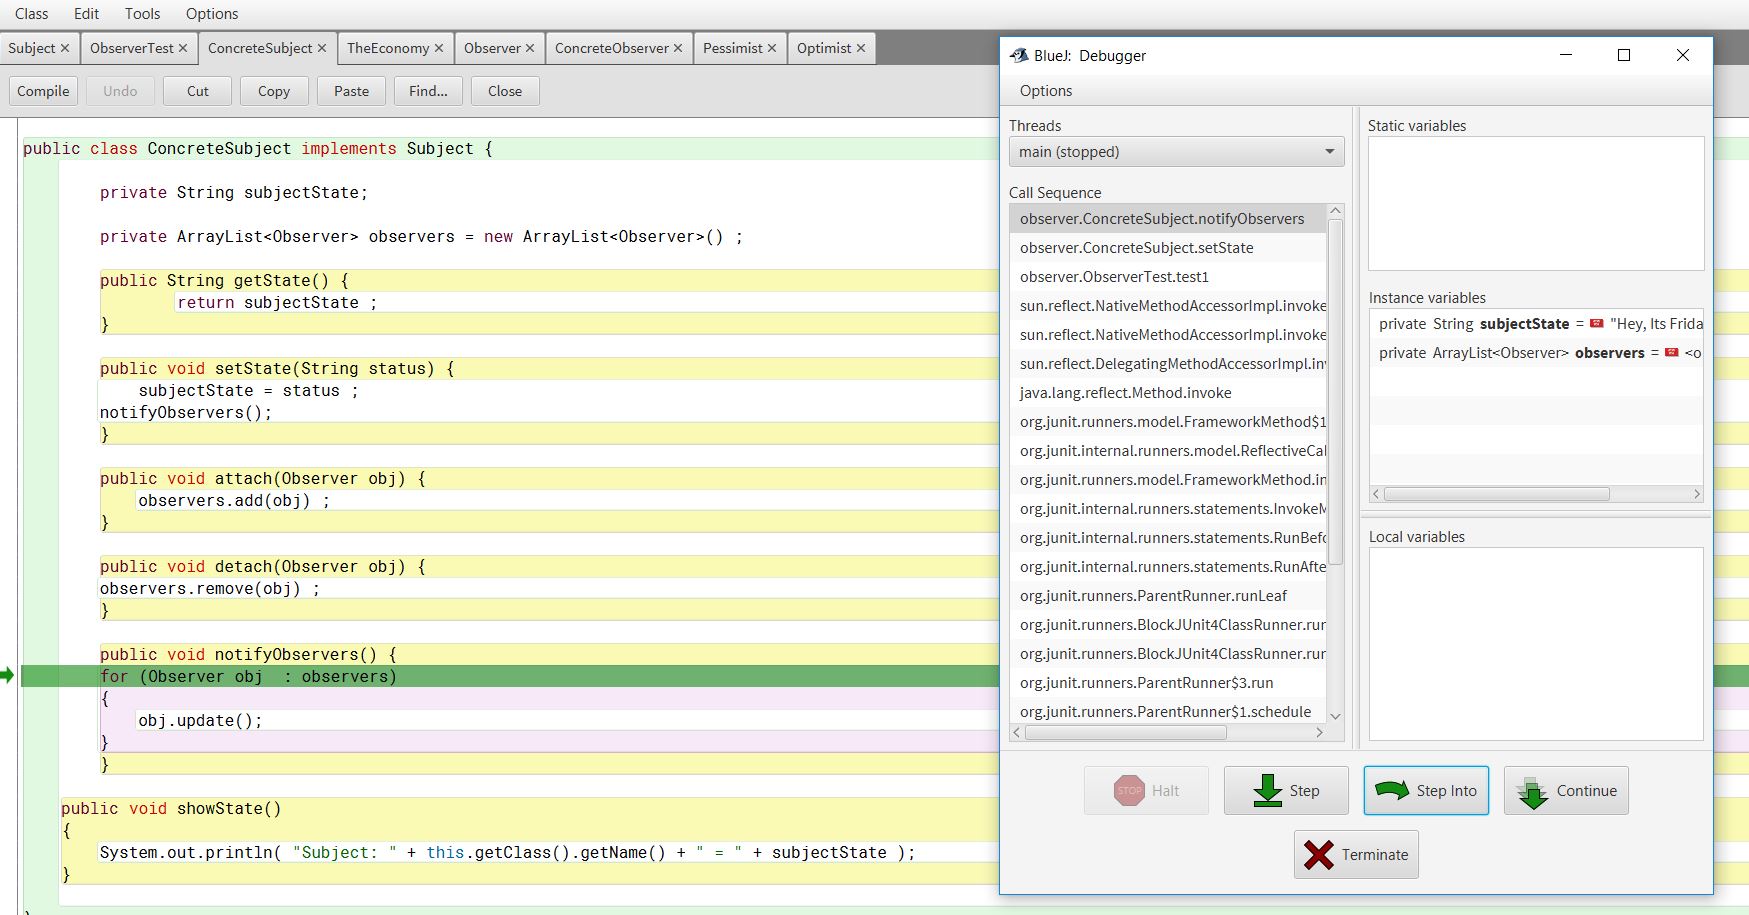 Class Edit Tools Options
Subject ✕ ObserverTest ✕ ConcreteSubject ✕ TheEconomy ✕ Observer ✕ ConcreteObserver ✕ Pessimist ✕ Optimist ✕
Compile Undo Cut Copy Paste Find... Close
public class ConcreteSubject implements Subject {
private String subjectState;
private ArrayList<Observer> observers = new ArrayList<Observer>() ;
public String getState() {
return subjectState ;
}
public void setState(String status) {
subjectState = status ;
notifyObservers();
}
public void attach(Observer obj) {
observers.add(obj) ;
}
public void detach(Observer obj) {
observers.remove(obj) ;
}
public void notifyObservers() {
for (Observer obj  : observers)
{
obj.update();
}
}
public void showState()
{
System.out.println( "Subject: " + this.getClass().getName() + " = " + subjectState );
}
BlueJ: Debugger
Options
Threads
main (stopped)
Call Sequence
observer.ConcreteSubject.notifyObservers
observer.ConcreteSubject.setState
observer.ObserverTest.test1
sun.reflect.NativeMethodAccessorImpl.invoke
sun.reflect.NativeMethodAccessorImpl.invoke
sun.reflect.DelegatingMethodAccessorImpl.inv
java.lang.reflect.Method.invoke
org.junit.runners.model.FrameworkMethod$1
org.junit.internal.runners.model.ReflectiveCal
org.junit.runners.model.FrameworkMethod.in
org.junit.internal.runners.statements.InvokeM
org.junit.internal.runners.statements.RunBefo
org.junit.internal.runners.statements.RunAfte
org.junit.runners.ParentRunner.runLeaf
org.junit.runners.BlockJUnit4ClassRunner.run
org.junit.runners.BlockJUnit4ClassRunner.run
org.junit.runners.ParentRunner$3.run
org.junit.runners.ParentRunner$1.schedule
Static variables
Instance variables
private String subjectState = "Hey, Its Frida
private ArrayList<Observer> observers = <o
Local variables
STOP Halt Step Step Into Continue
Terminate